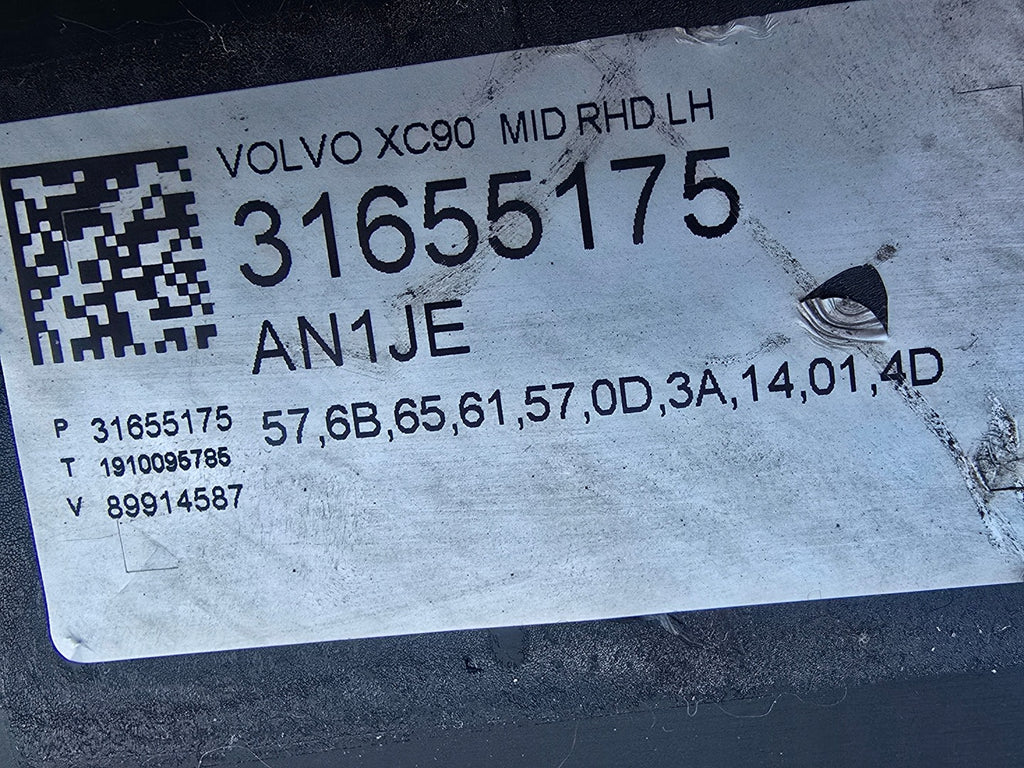 VOLVO XC90 MID RHD LH
31655175
AN1JE
57,6B,65,61,57,0D,3A,14,01,4D
P 31655175
T 1910095785
V 89914587